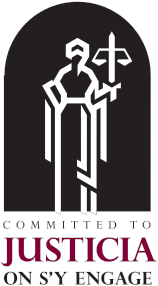 COMMITTED TO
JUSTICIA
ON S'Y ENGAGE